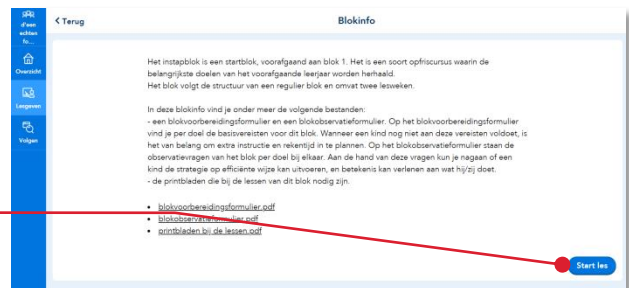 d'een
echten
fo...
Overzicht
Lesgeven
Volgen
< Terug
Blokinfo
Het instapblok is een startblok, voorafgaand aan blok 1. Het is een soort opfriscursus waarin de
belangrijkste doelen van het voorafgaande leerjaar worden herhaald.
Het blok volgt de structuur van een regulier blok en omvat twee lesweken.
In deze blokinfo vind je onder meer de volgende bestanden:
- een blokvoorbereidingsformulier en een blokobservatieformulier. Op het blokvoorbereidingsformulier
vind je per doel de basisvereisten voor dit blok. Wanneer een kind nog niet aan deze vereisten voldoet, is
het van belang om extra instructie en rekentijd in te plannen. Op het blokobservatieformulier staan de
observatievragen van het blok per doel bij elkaar. Aan de hand van deze vragen kun je nagaan of een
kind de strategie op efficiënte wijze kan uitvoeren, en betekenis kan verlenen aan wat hij/zij doet.
- de printbladen die bij de lessen van dit blok nodig zijn.
• blokvoorbereidingsformulier.pdf
• blokobservatieformulier.pdf
• printbladen bij de lessen.pdf
Start les